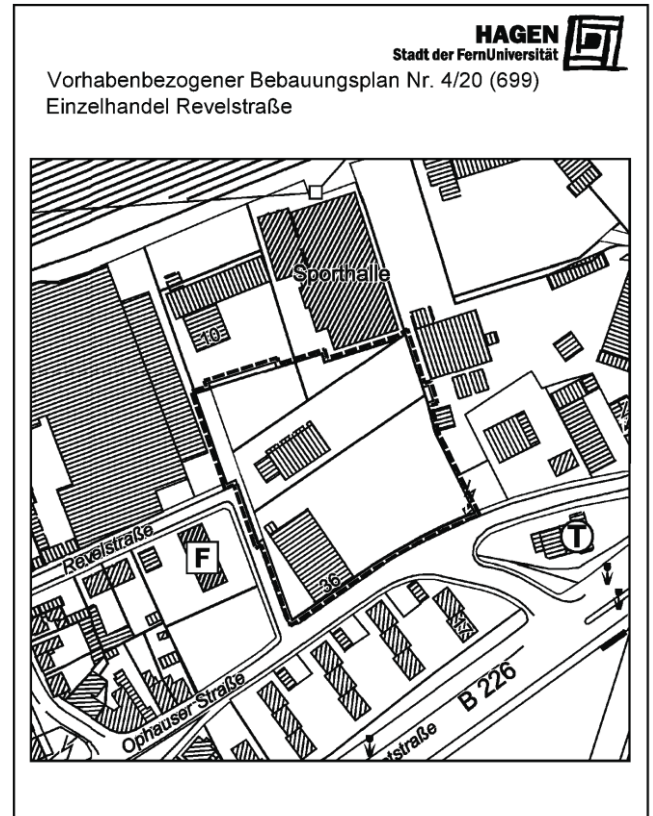 HAGEN
Stadt der FernUniversität
Vorhabenbezogener Bebauungsplan Nr. 4/20 (699)
Einzelhandel Revelstraße
Sporthalle
10
Revelstraße
F
T
36
Ophauser Straße
B 226
tstraße